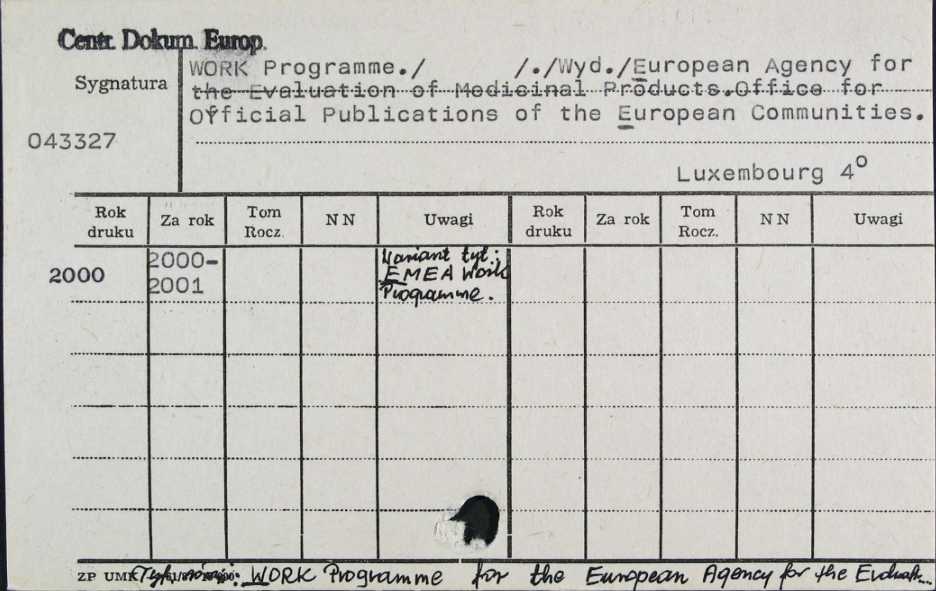 Centr. Dokum. Europ.
Sygnatura
WORK Programme./ /./Wyd./European Agency for
the Evaluation of Medicinal Products.Office for
Official Publications of the European Communities.
043327
Luxembourg 4°
Rok druku Za rok Tom Rocz. NN Uwagi Rok druku Za rok Tom Rocz. NN Uwagi
2000 2000-2001 Wariant tyt.: EMEA Work Programme.
ZP UMK
WORK Programme for the European Agency for the Evaluat...